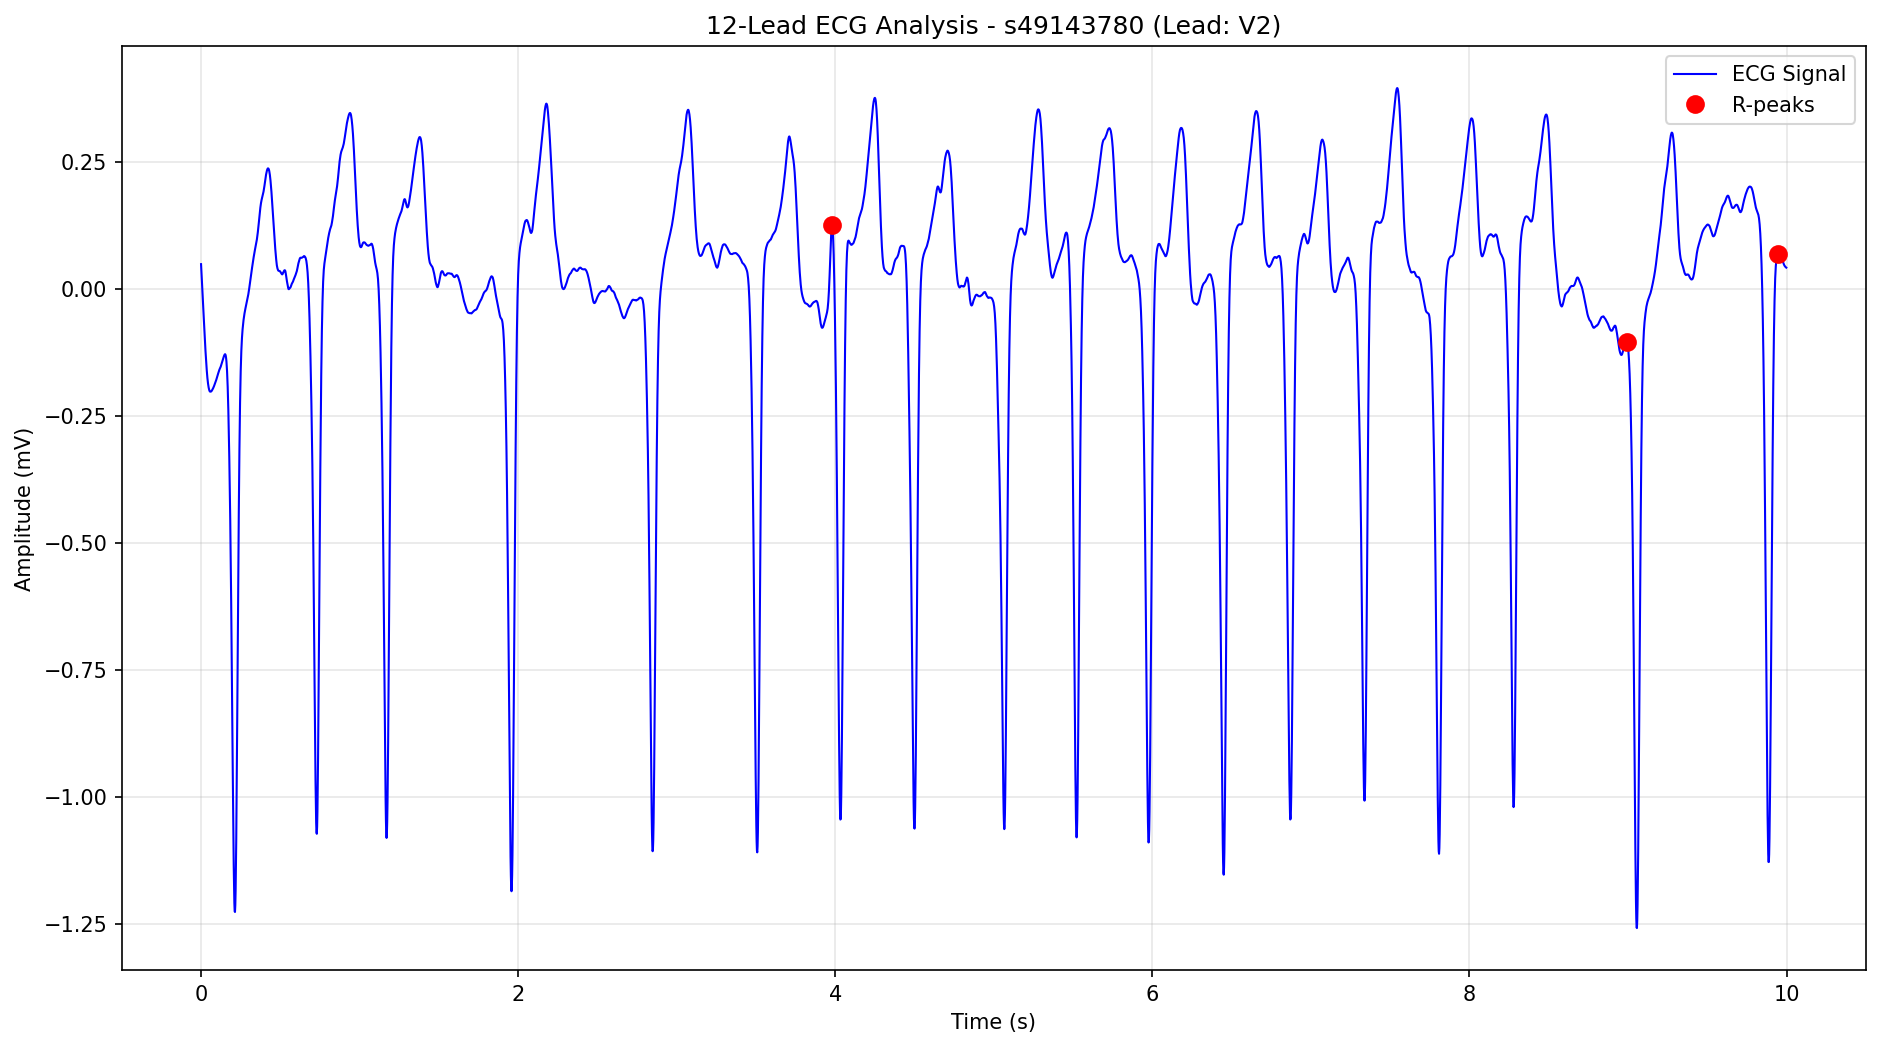 12-Lead ECG Analysis - s49143780 (Lead: V2)
ECG Signal
R-peaks
Amplitude (mV)
0.25
0.00
−0.25
−0.50
−0.75
−1.00
−1.25
0 2 4 6 8 10
Time (s)